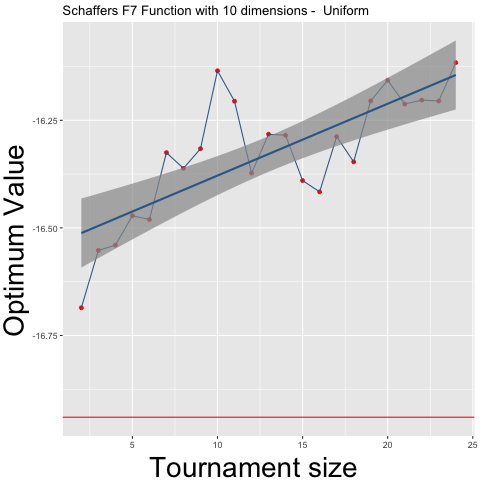 Schaffers F7 Function with 10 dimensions -  Uniform
Optimum Value
-16.25
-16.50
-16.75
5 10 15 20 25
Tournament size